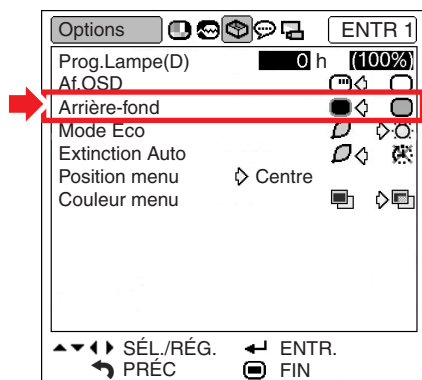 Options ENTR 1
Prog.Lampe(D) 0 h (100%)
Af.OSD
Arrière-fond
Mode Eco
Extinction Auto
Position menu Centre
Couleur menu
SÉL./RÉG. ENTR.
PRÉC FIN